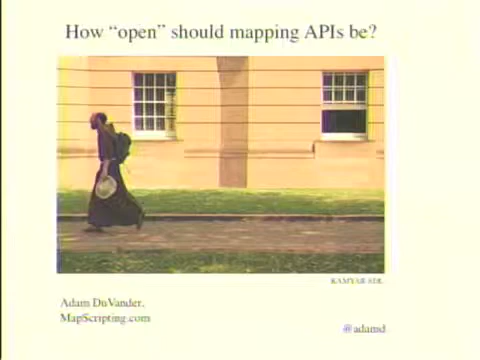 How “open” should mapping APIs be?
KAMYAR ADL
Adam DuVander,
MapScripting.com
@adamd